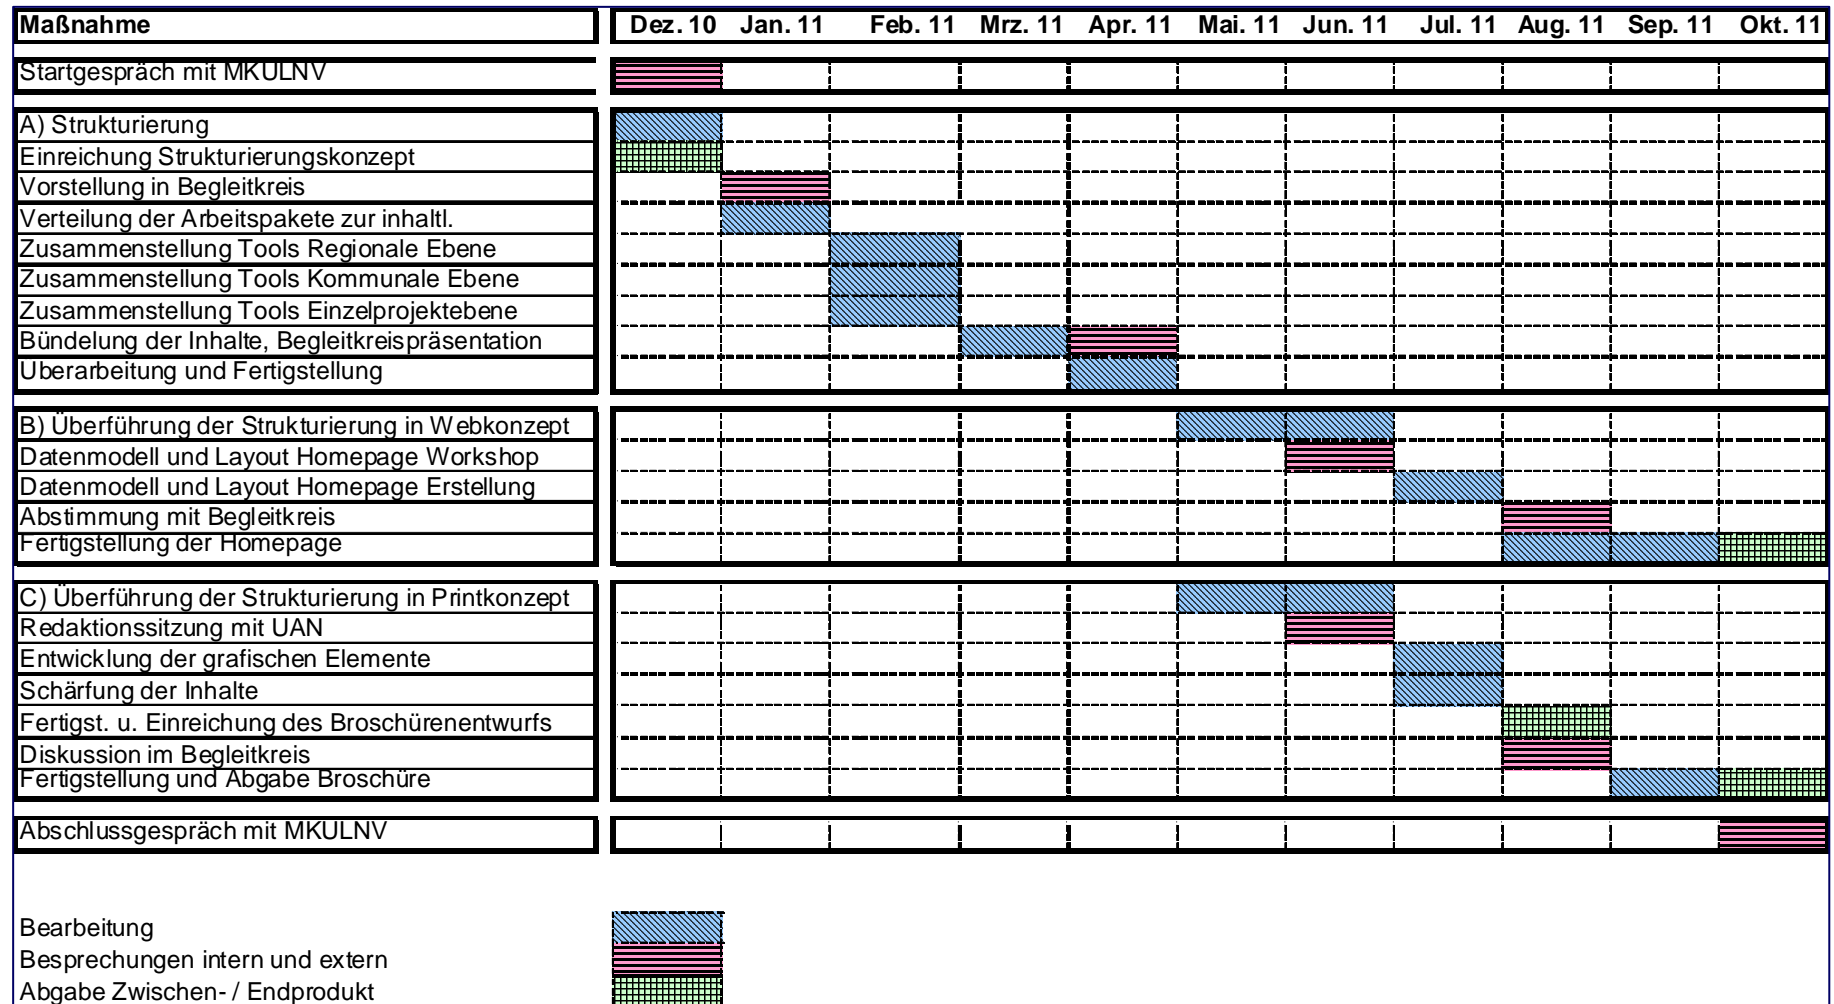 Maßnahme Dez. 10 Jan. 11 Feb. 11 Mrz. 11 Apr. 11 Mai. 11 Jun. 11 Jul. 11 Aug. 11 Sep. 11 Okt. 11
Startgespräch mit MKULNV
A) Strukturierung
Einreichung Strukturierungskonzept
Vorstellung in Begleitkreis
Verteilung der Arbeitspakete zur inhaltl.
Zusammenstellung Tools Regionale Ebene
Zusammenstellung Tools Kommunale Ebene
Zusammenstellung Tools Einzelprojektebene
Bündelung der Inhalte, Begleitkreispräsentation
Überarbeitung und Fertigstellung
B) Überführung der Strukturierung in Webkonzept
Datenmodell und Layout Homepage Workshop
Datenmodell und Layout Homepage Erstellung
Abstimmung mit Begleitkreis
Fertigstellung der Homepage
C) Überführung der Strukturierung in Printkonzept
Redaktionssitzung mit UAN
Entwicklung der grafischen Elemente
Schärfung der Inhalte
Fertigst. u. Einreichung des Broschürenentwurfs
Diskussion im Begleitkreis
Fertigstellung und Abgabe Broschüre
Abschlussgespräch mit MKULNV
Bearbeitung
Besprechungen intern und extern
Abgabe Zwischen- / Endprodukt